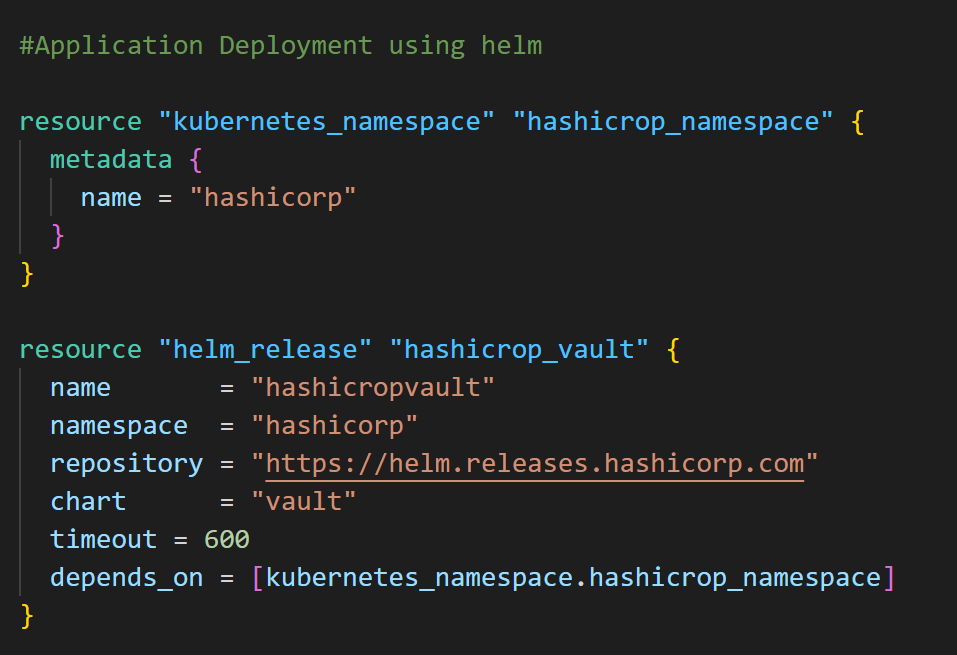 #Application Deployment using helm
resource "kubernetes_namespace" "hashicrop_namespace" {
metadata {
name = "hashicorp"
}
}
resource "helm_release" "hashicrop_vault" {
name       = "hashicropvault"
namespace  = "hashicorp"
repository = "https://helm.releases.hashicorp.com"
chart      = "vault"
timeout = 600
depends_on = [kubernetes_namespace.hashicrop_namespace]
}